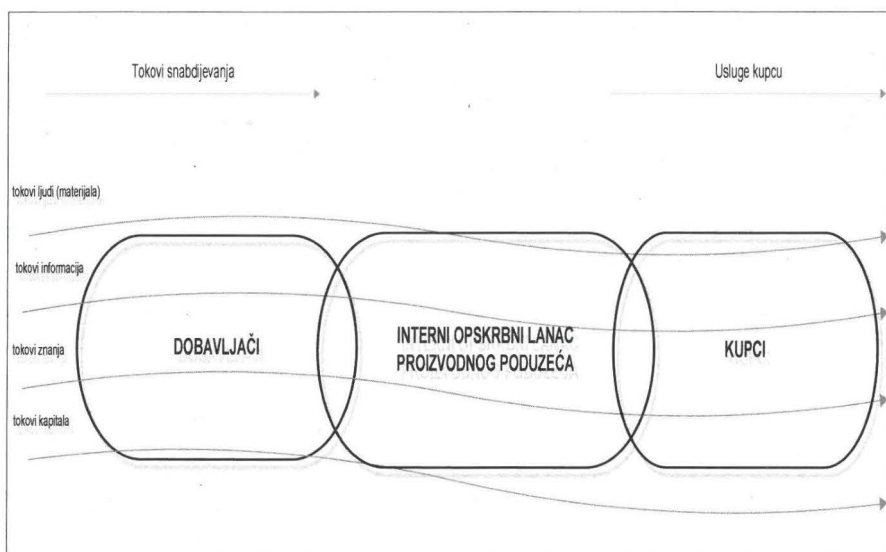 Tokovi snabdijevanja
Usluge kupcu
tokovi ljudi (materijala)
tokovi informacija
DOBAVLJAČI
INTERNI OPSKRBNI LANAC
PROIZVODNOG PODUZEĆA
KUPCI
tokovi znanja
tokovi kapitala